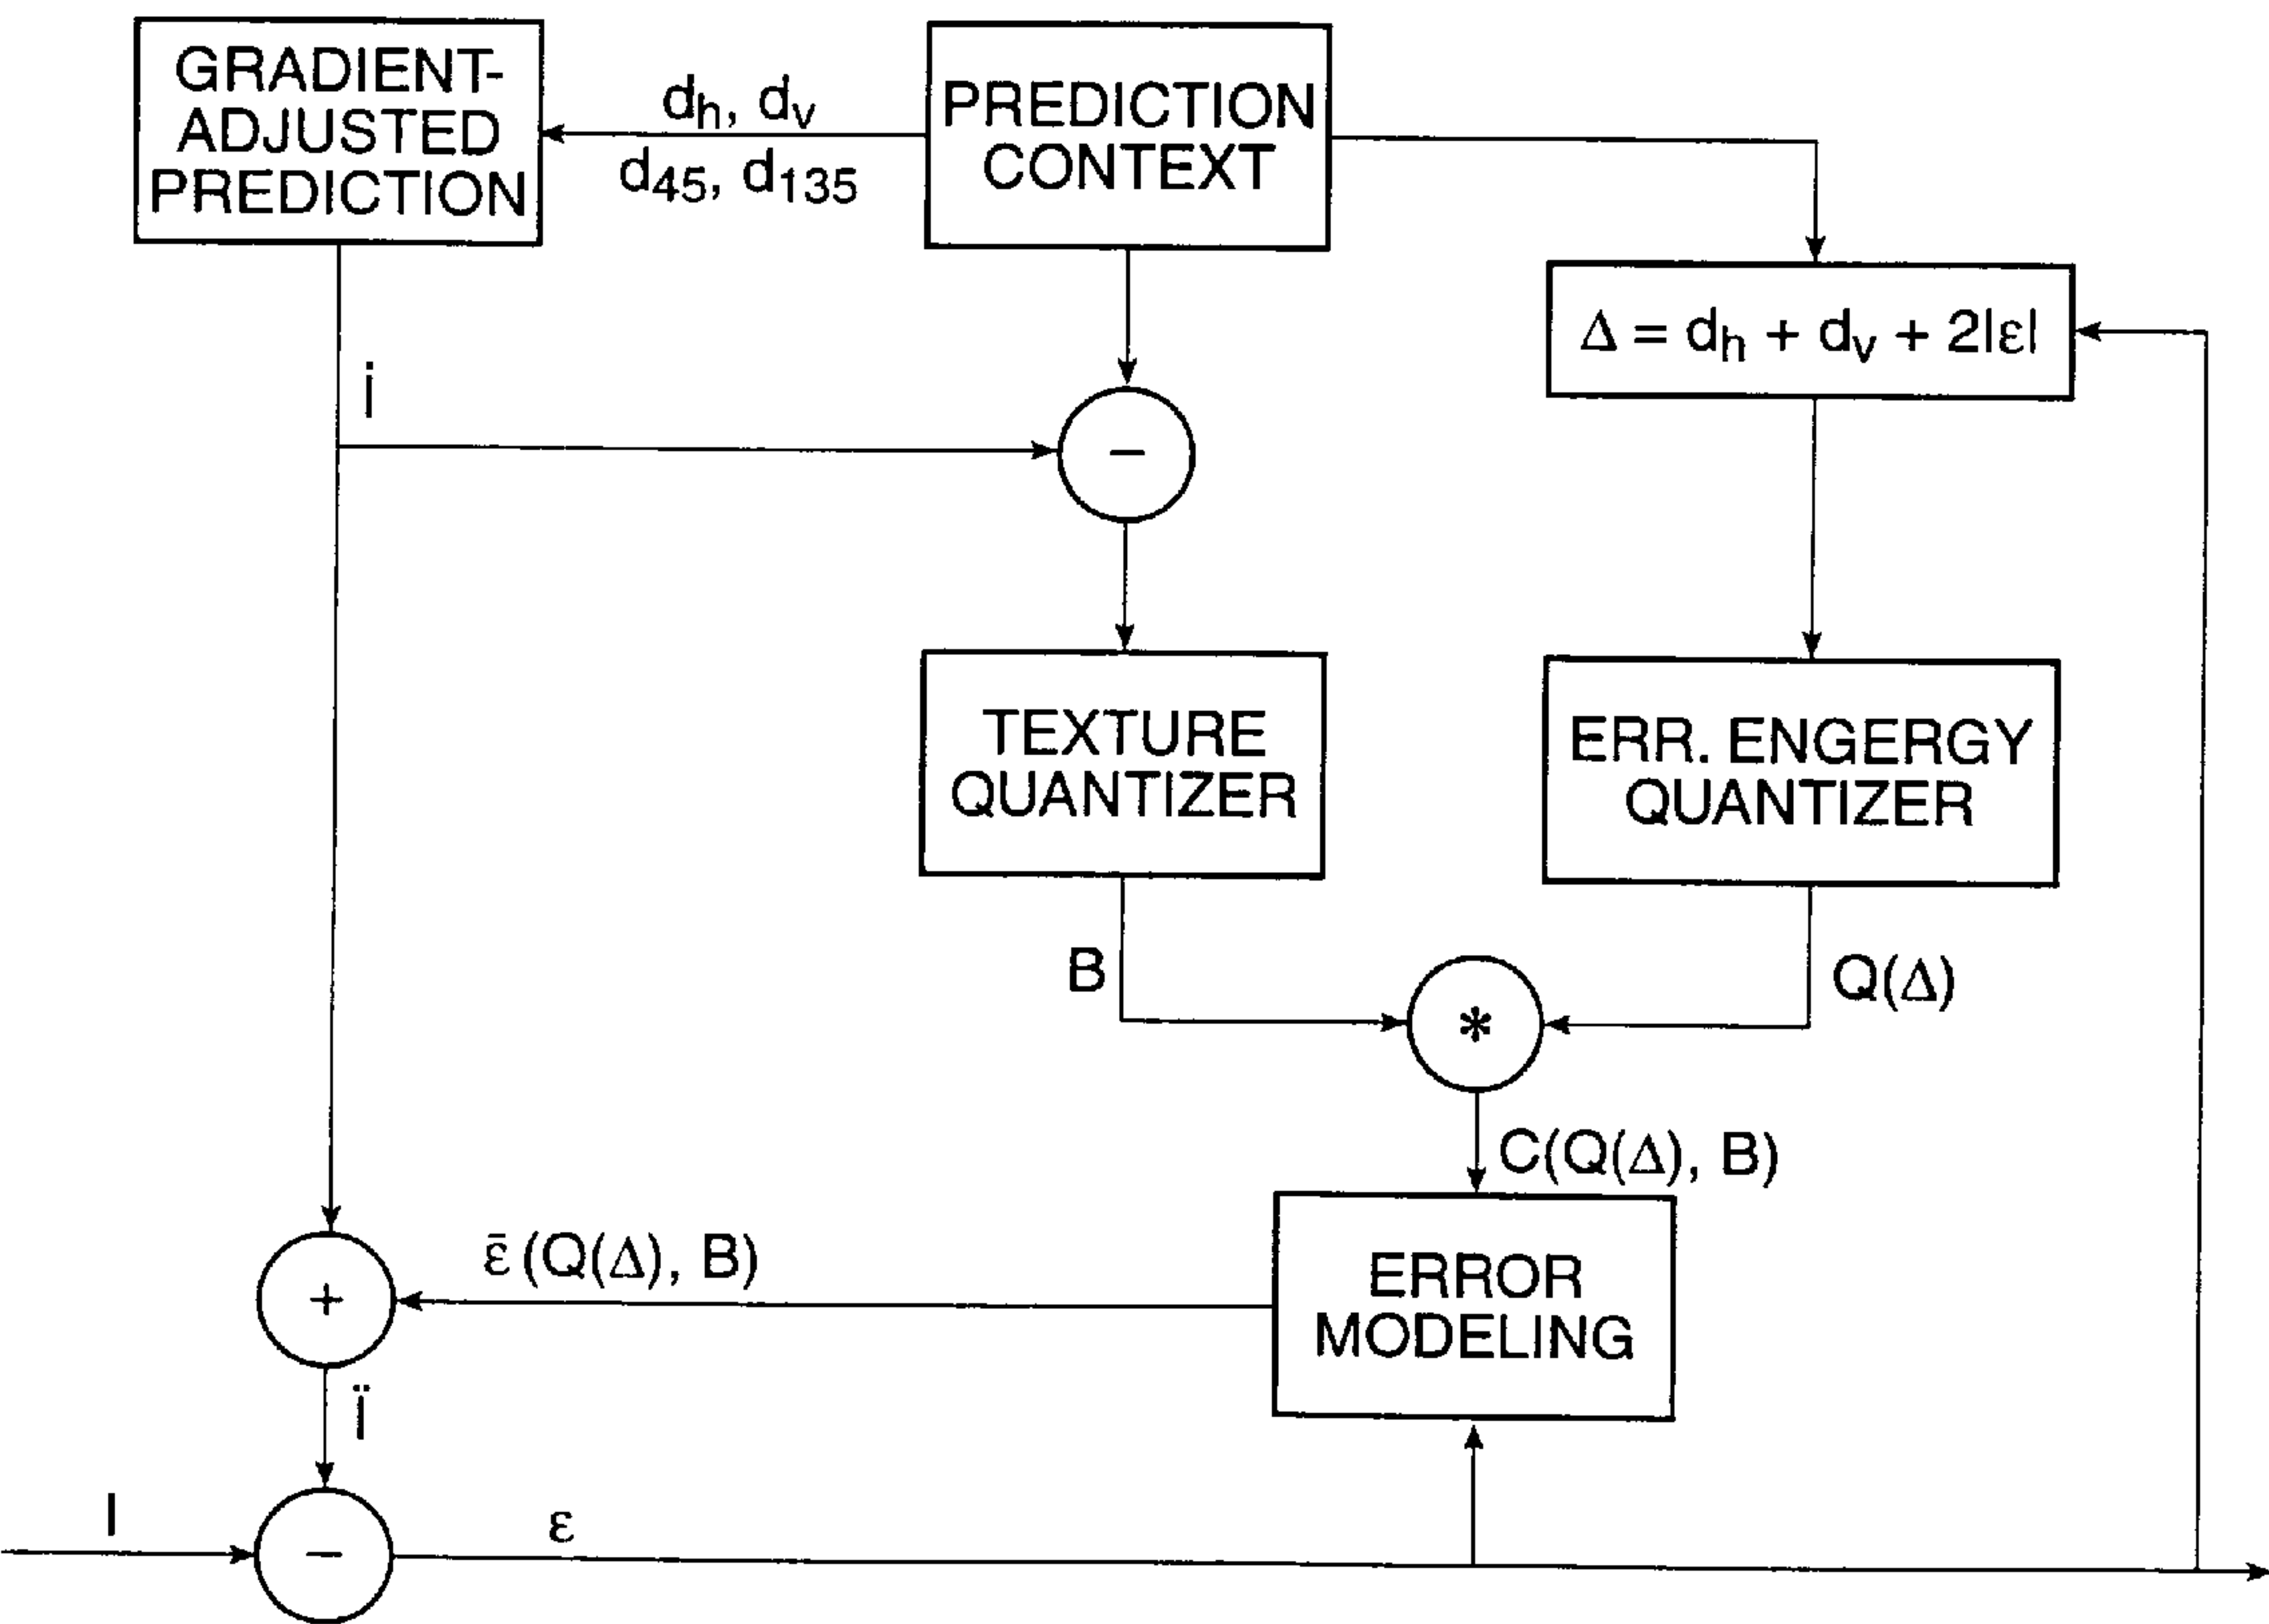 GRADIENT-
ADJUSTED
PREDICTION
dₕ, dᵥ
d₄₅, d₁₃₅
PREDICTION
CONTEXT
Δ = dₕ + dᵥ + 2|ε|
i
−
TEXTURE
QUANTIZER
ERR. ENGERGY
QUANTIZER
B
*
Q(Δ)
C(Q(Δ), B)
ε̄ (Q(Δ), B)
+
ERROR
MODELING
ï
I
−
ε